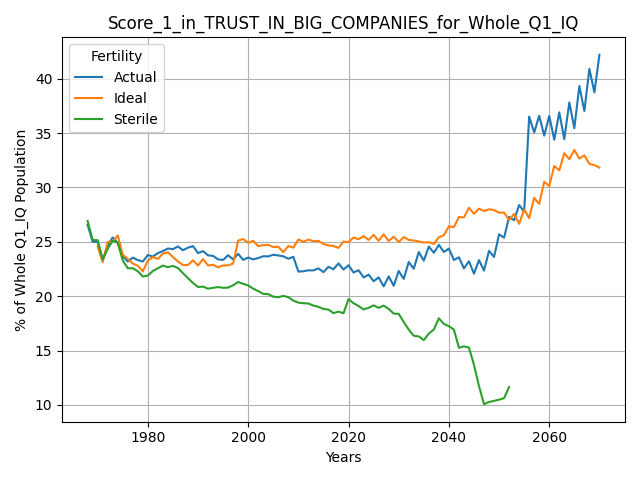 Score_1_in_TRUST_IN_BIG_COMPANIES_for_Whole_Q1_IQ
Fertility
Actual
Ideal
Sterile
% of Whole Q1_IQ Population
40
35
30
25
20
15
10
1980 2000 2020 2040 2060
Years